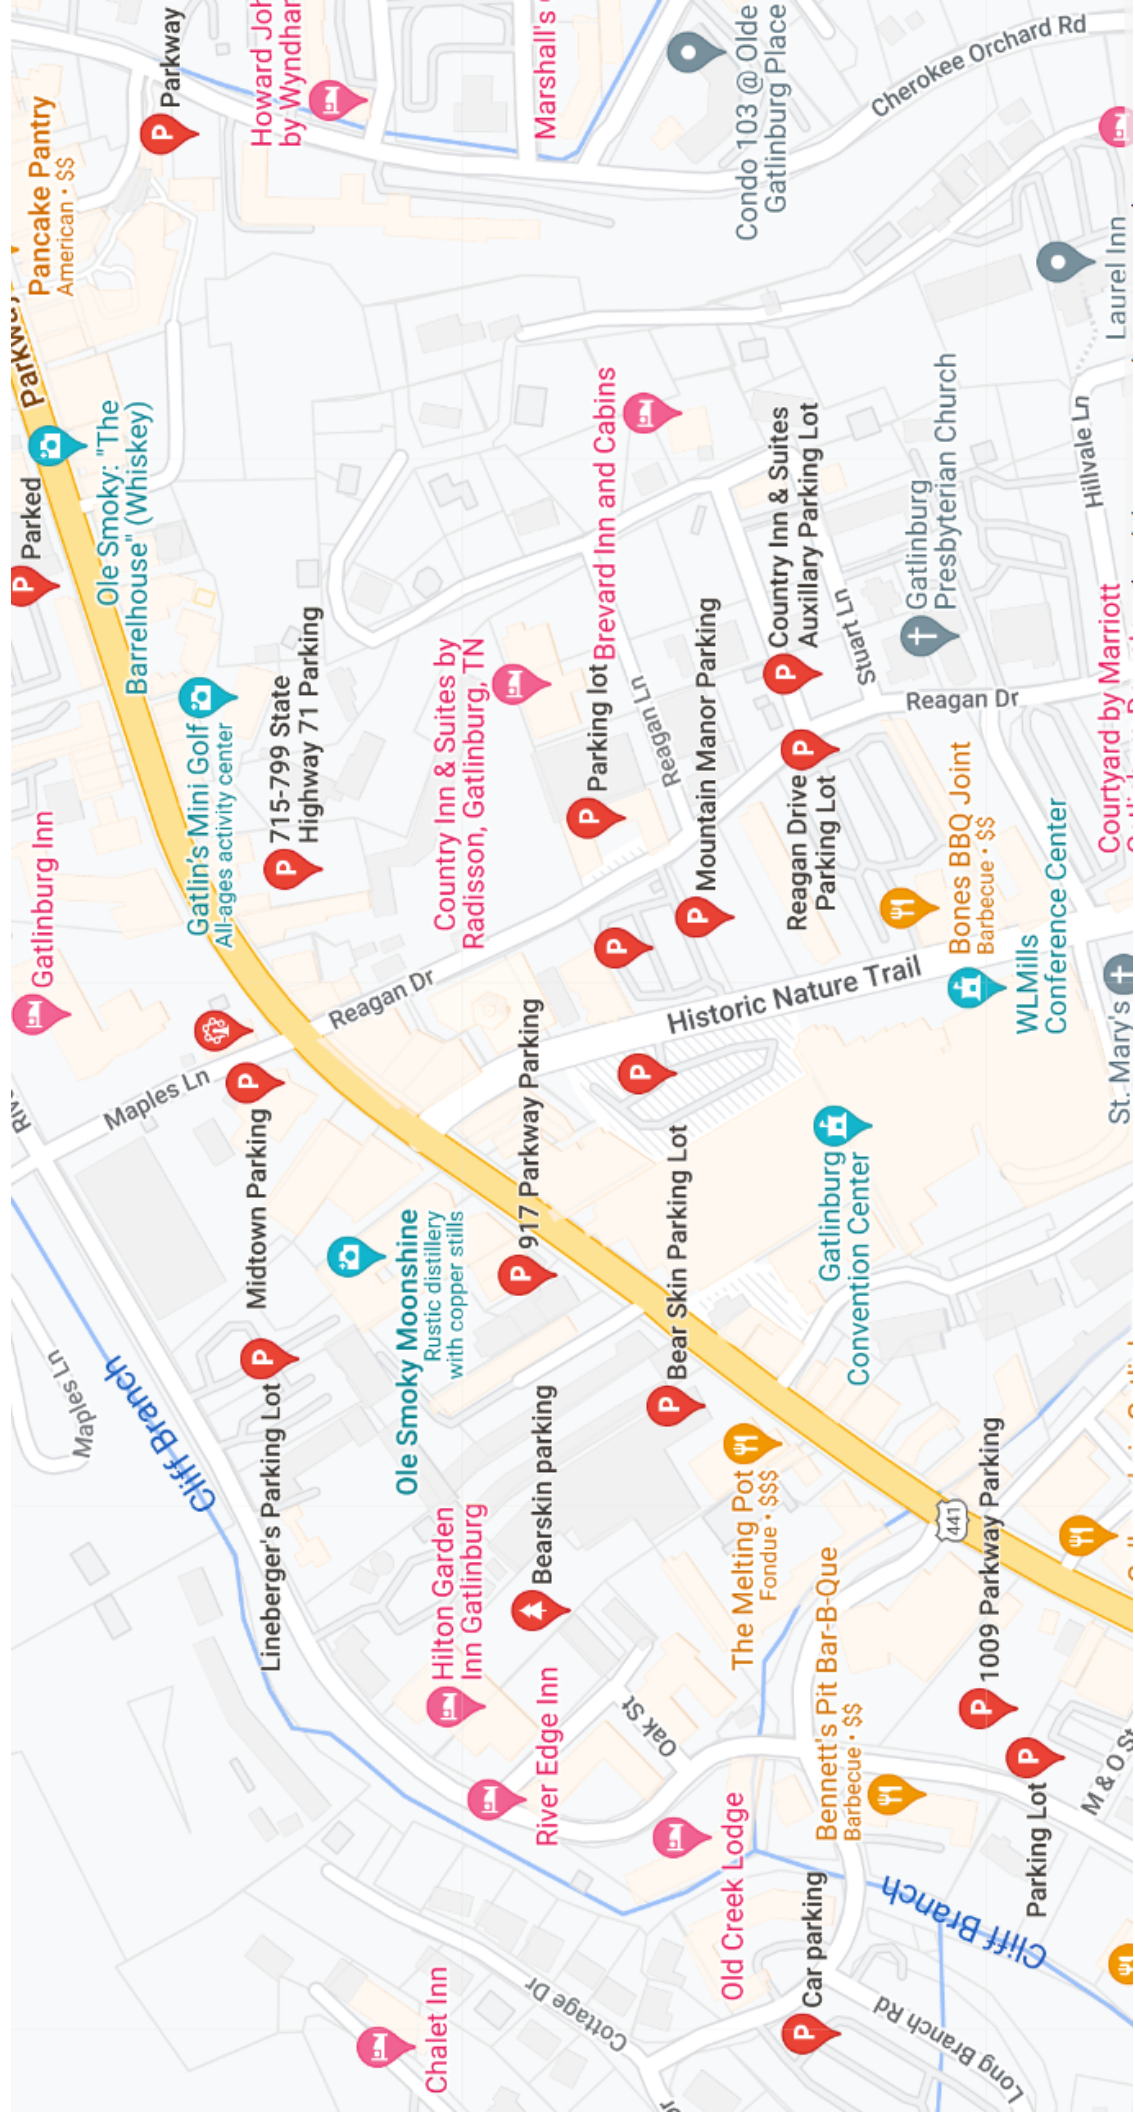 Chalet Inn
Car parking
Cottage Dr
Long Branch Rd
Old Creek Lodge
Cliff Branch
Parking Lot
M & O St
River Edge Inn
Hilton Garden
Inn Gatlinburg
Oak St
Bennett's Pit Bar-B-Que
Barbecue • $$
1009 Parkway Parking
The Melting Pot
Fondue • $$$
441
Bearskin parking
Lineberger's Parking Lot
Cliff Branch
Maples Ln
Ole Smoky Moonshine
Rustic distillery
with copper stills
Bear Skin Parking Lot
Gatlinburg
Convention Center
Midtown Parking
917 Parkway Parking
Maples Ln
Reagan Dr
Historic Nature Trail
St. Mary's
WLMills
Conference Center
Bones BBQ Joint
Barbecue • $$
Gatlinburg Inn
Gatlin's Mini Golf
All-ages activity center
715-799 State
Highway 71 Parking
Country Inn & Suites by
Radisson, Gatlinburg, TN
Parking lot
Reagan Ln
Mountain Manor Parking
Reagan Drive
Parking Lot
Country Inn & Suites
Auxillary Parking Lot
Stuart Ln
Reagan Dr
Courtyard by Marriott
Gatlinburg
Presbyterian Church
Hillvale Ln
Laurel Inn
Brevard Inn and Cabins
Parked
Ole Smoky: "The
Barrelhouse" (Whiskey)
Parkway
Pancake Pantry
American • $$
Parkway
Howard Joh
by Wyndhar
Marshall's
Condo 103 @ Olde
Gatlinburg Place
Cherokee Orchard Rd